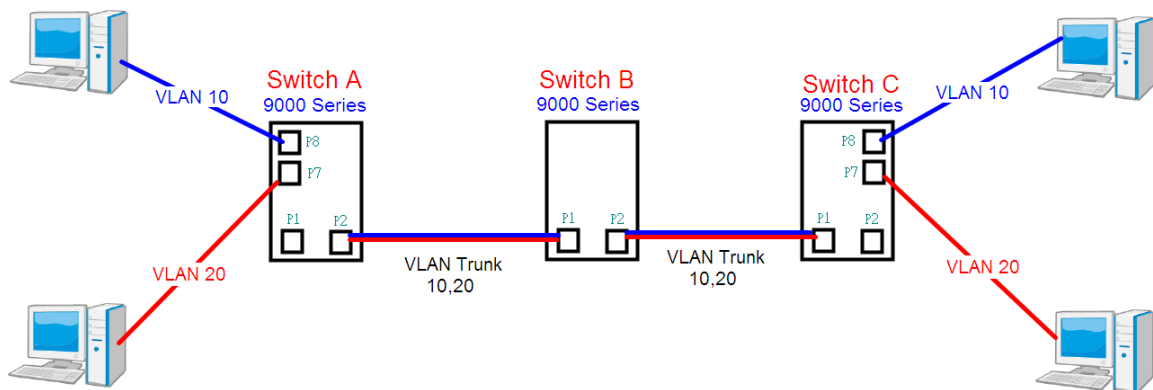 Switch A
9000 Series
Switch B
9000 Series
Switch C
9000 Series
VLAN 10
VLAN 10
P8
P7
P8
P7
P1
P2
P1
P2
P1
P2
VLAN Trunk
10,20
VLAN Trunk
10,20
VLAN 20
VLAN 20